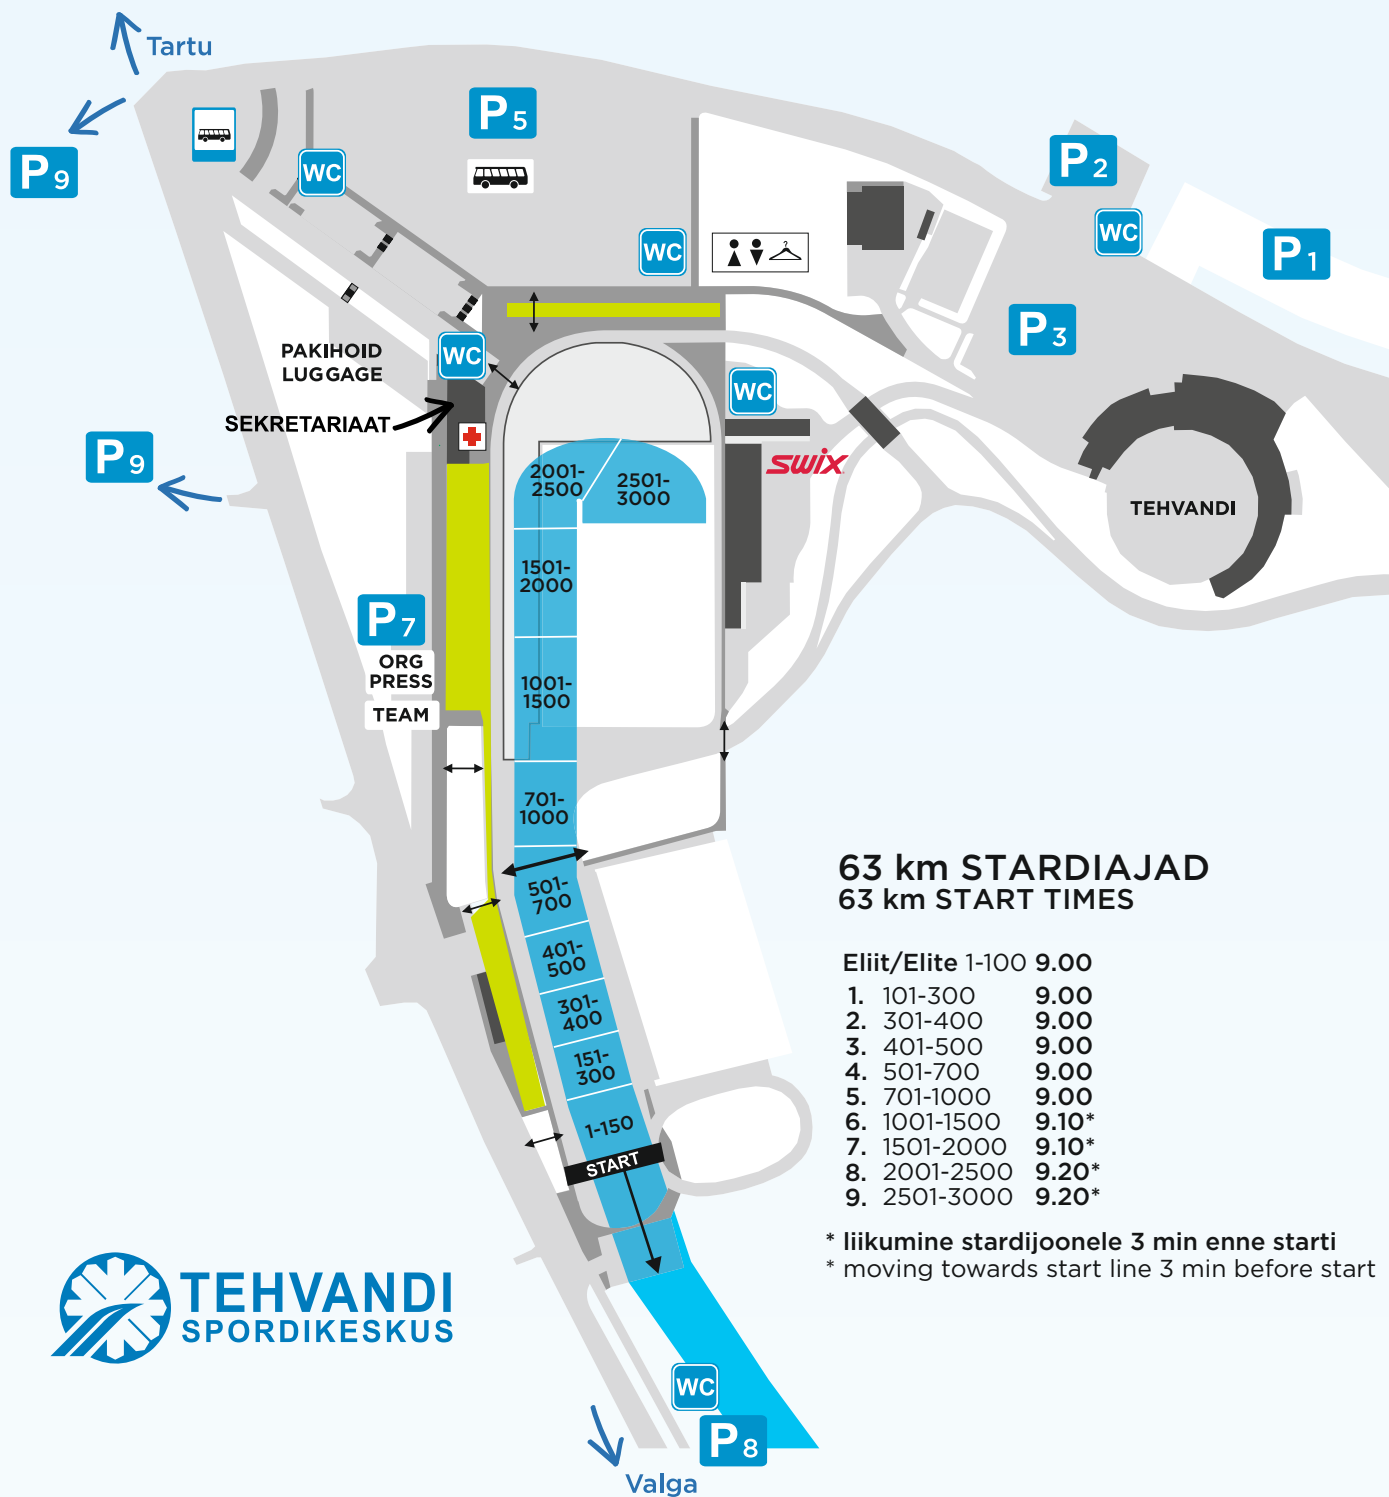 Tartu
P5
P9
WC
P2
WC
WC
P1
P3
WC
PAKIHOID
LUGGAGE
WC
SEKRETARIAAT
swix
P9
2001-
2500
2501-
3000
TEHVANDI
1501-
2000
P7
ORG
PRESS
TEAM
1001-
1500
701-
1000
501-
700
401-
500
301-
400
151-
300
1-150
START
63 km STARDIAJAD
63 km START TIMES
Eliit/Elite 1-100 9.00
1. 101-300 9.00
2. 301-400 9.00
3. 401-500 9.00
4. 501-700 9.00
5. 701-1000 9.00
6. 1001-1500 9.10*
7. 1501-2000 9.10*
8. 2001-2500 9.20*
9. 2501-3000 9.20*
* liikumine stardijoonele 3 min enne starti
* moving towards start line 3 min before start
TEHVANDI
SPORDIKESKUS
WC
P8
Valga